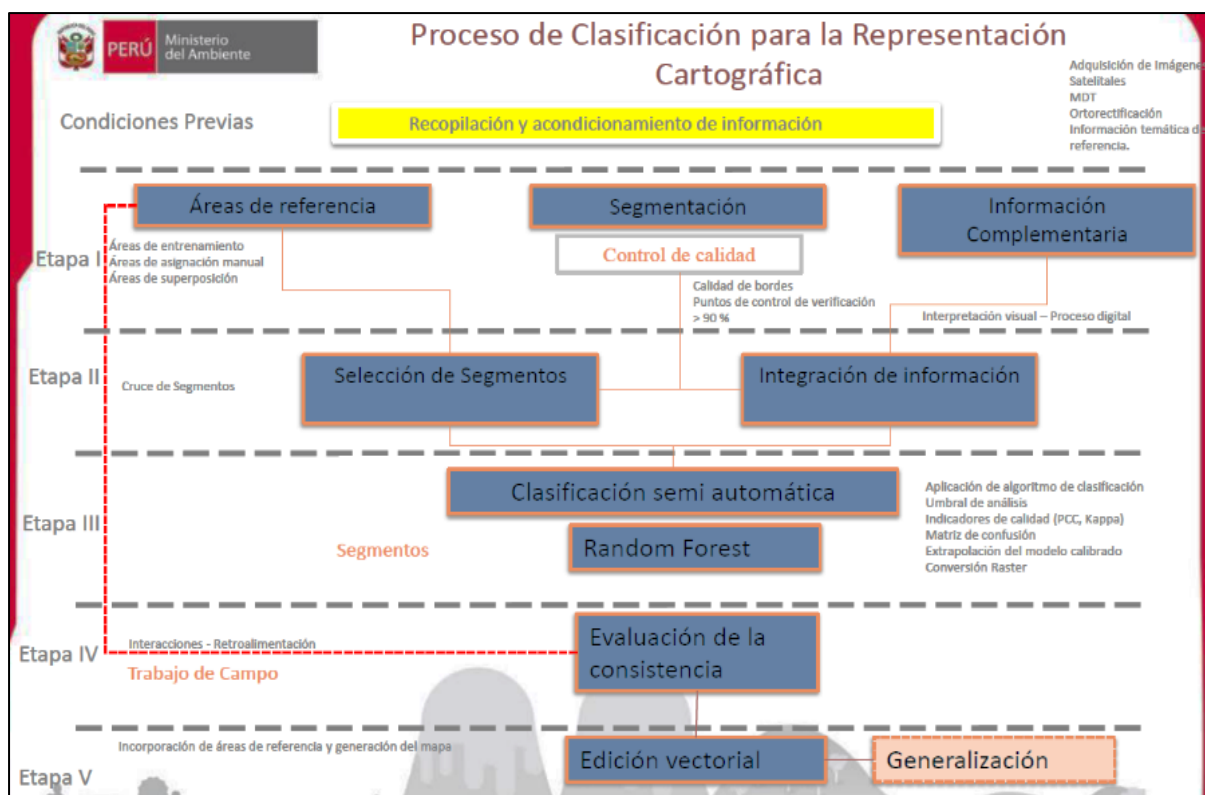 PERÚ
Ministerio
del Ambiente
Proceso de Clasificación para la Representación
Cartográfica
Adquisición de Imágenes
Satelitales
MDT
Ortorectificación
Información temática de
referencia.
Condiciones Previas
Recopilación y acondicionamiento de información
Áreas de referencia
Segmentación
Información
Complementaria
Etapa I
Áreas de entrenamiento
Áreas de asignación manual
Áreas de superposición
Control de calidad
Calidad de bordes
Puntos de control de verificación
> 90 %
Interpretación visual – Proceso digital
Etapa II
Cruce de Segmentos
Selección de Segmentos
Integración de información
Etapa III
Segmentos
Clasificación semi automática
Random Forest
Aplicación de algoritmo de clasificación
Umbral de análisis
Indicadores de calidad (PCC, Kappa)
Matriz de confusión
Extrapolación del modelo calibrado
Conversión Raster
Etapa IV
Interacciones - Retroalimentación
Trabajo de Campo
Evaluación de la
consistencia
Etapa V
Incorporación de áreas de referencia y generación del mapa
Edición vectorial
Generalización